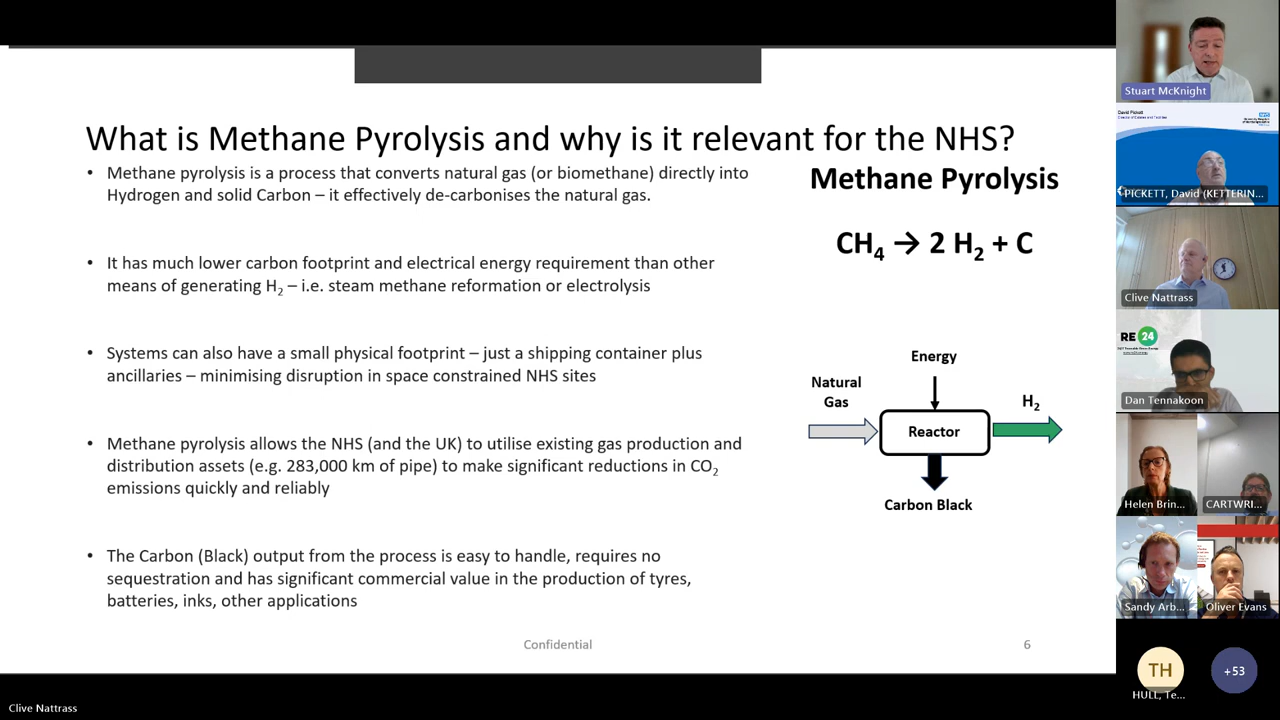 What is Methane Pyrolysis and why is it relevant for the NHS?
• Methane pyrolysis is a process that converts natural gas (or biomethane) directly into
Hydrogen and solid Carbon – it effectively de-carbonises the natural gas.
• It has much lower carbon footprint and electrical energy requirement than other
means of generating H₂ – i.e. steam methane reformation or electrolysis
• Systems can also have a small physical footprint – just a shipping container plus
ancillaries – minimising disruption in space constrained NHS sites
• Methane pyrolysis allows the NHS (and the UK) to utilise existing gas production and
distribution assets (e.g. 283,000 km of pipe) to make significant reductions in CO₂
emissions quickly and reliably
• The Carbon (Black) output from the process is easy to handle, requires no
sequestration and has significant commercial value in the production of tyres,
batteries, inks, other applications
Methane Pyrolysis
CH₄ → 2 H₂ + C
Energy
Natural
Gas
Reactor
H₂
Carbon Black
Confidential
6
Stuart McKnight
David Pickett
NHS
PICKETT, David (KETTERIN...
Clive Nattrass
RE 24
Dan Tennakoon
Helen Brin...
CARTWRI...
Sandy Arb...
Oliver Evans
TH
HULL, Te...
+53
Clive Nattrass